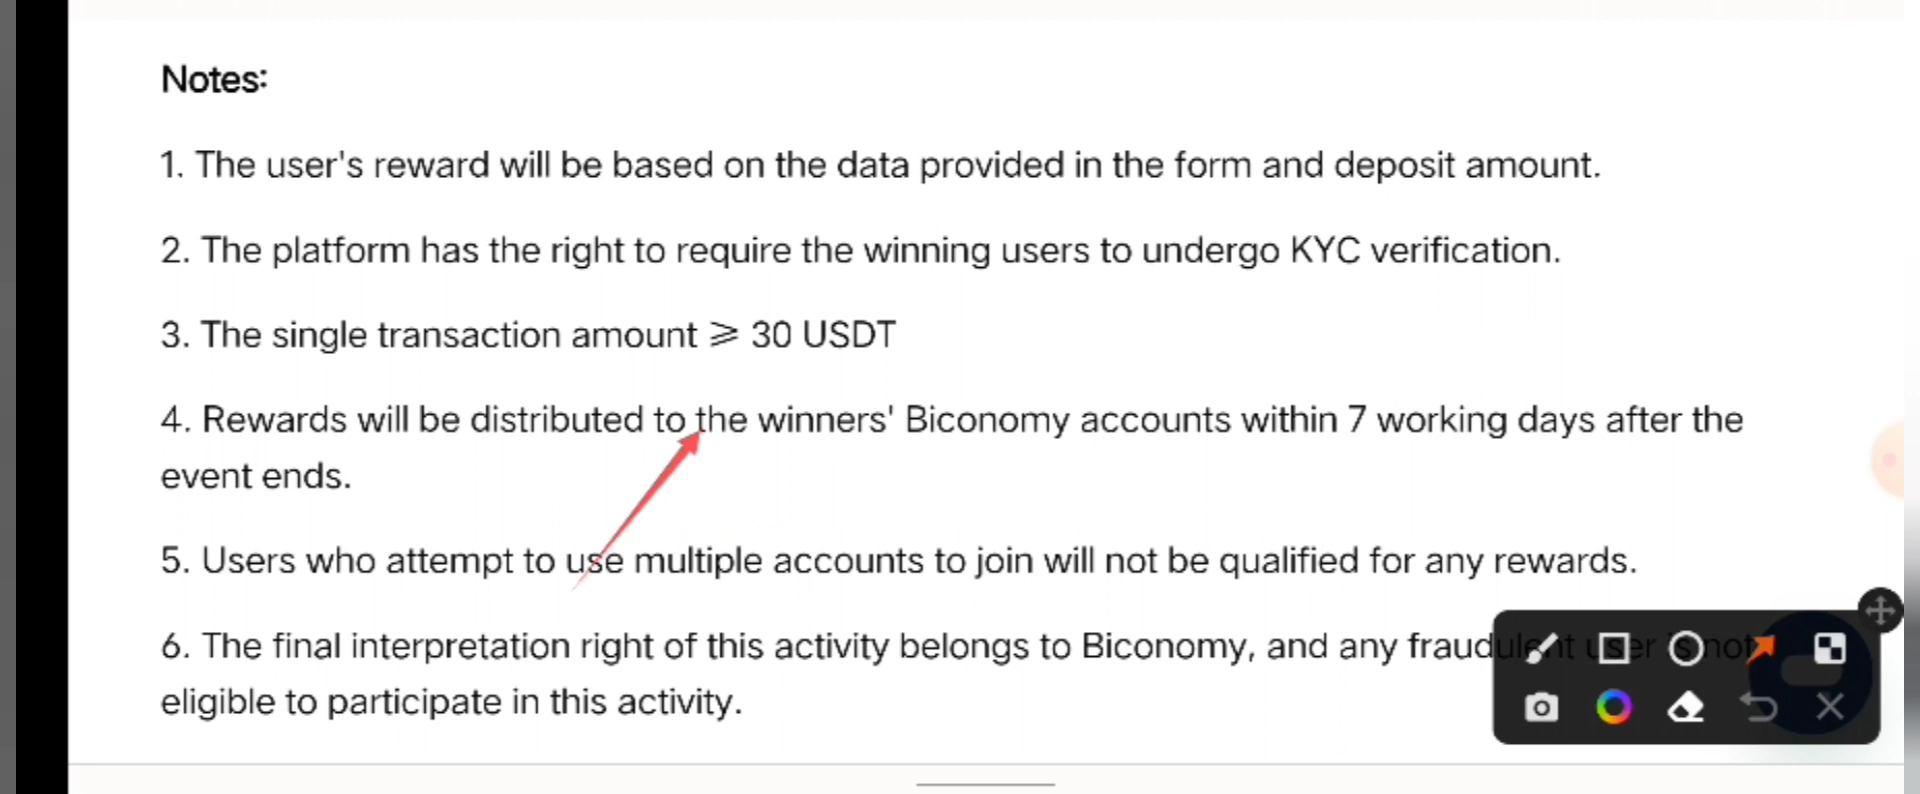 Notes:
1. The user's reward will be based on the data provided in the form and deposit amount.
2. The platform has the right to require the winning users to undergo KYC verification.
3. The single transaction amount ⩾ 30 USDT
4. Rewards will be distributed to the winners' Biconomy accounts within 7 working days after the
event ends.
5. Users who attempt to use multiple accounts to join will not be qualified for any rewards.
6. The final interpretation right of this activity belongs to Biconomy, and any fraudulent user is not
eligible to participate in this activity.